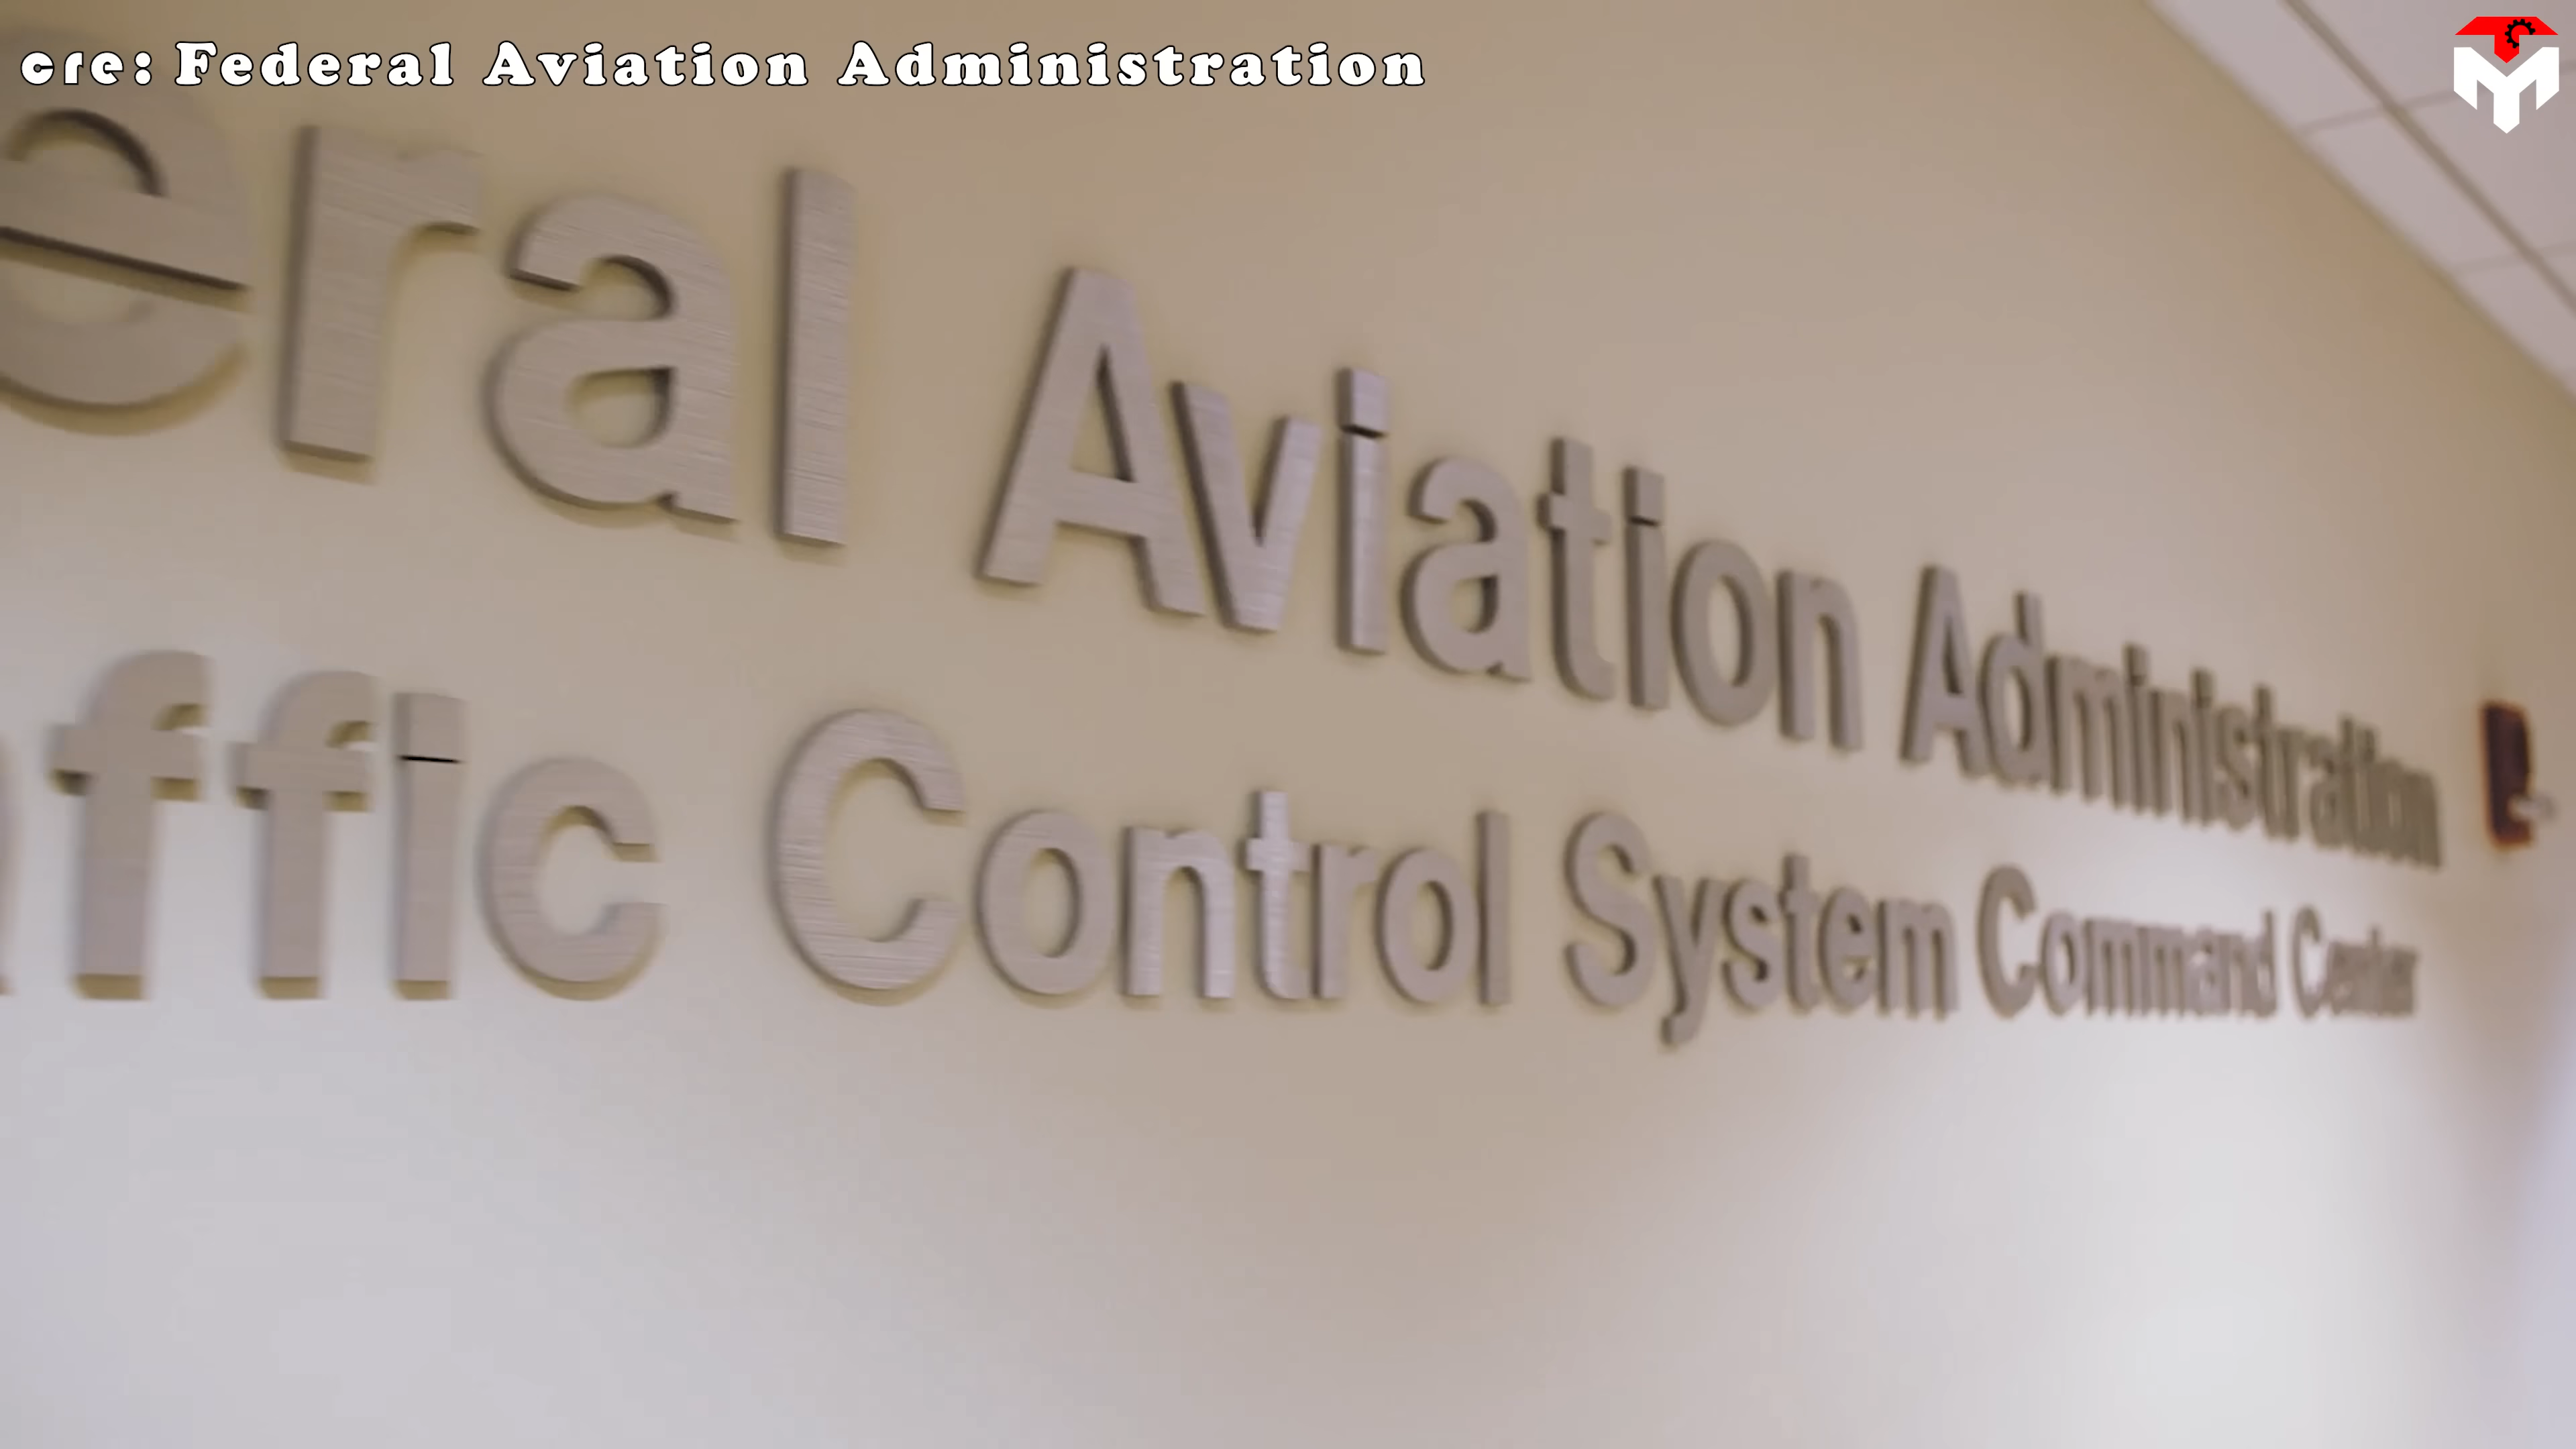 cre: Federal Aviation Administration
eral Aviation Administration
affic Control System Command Center